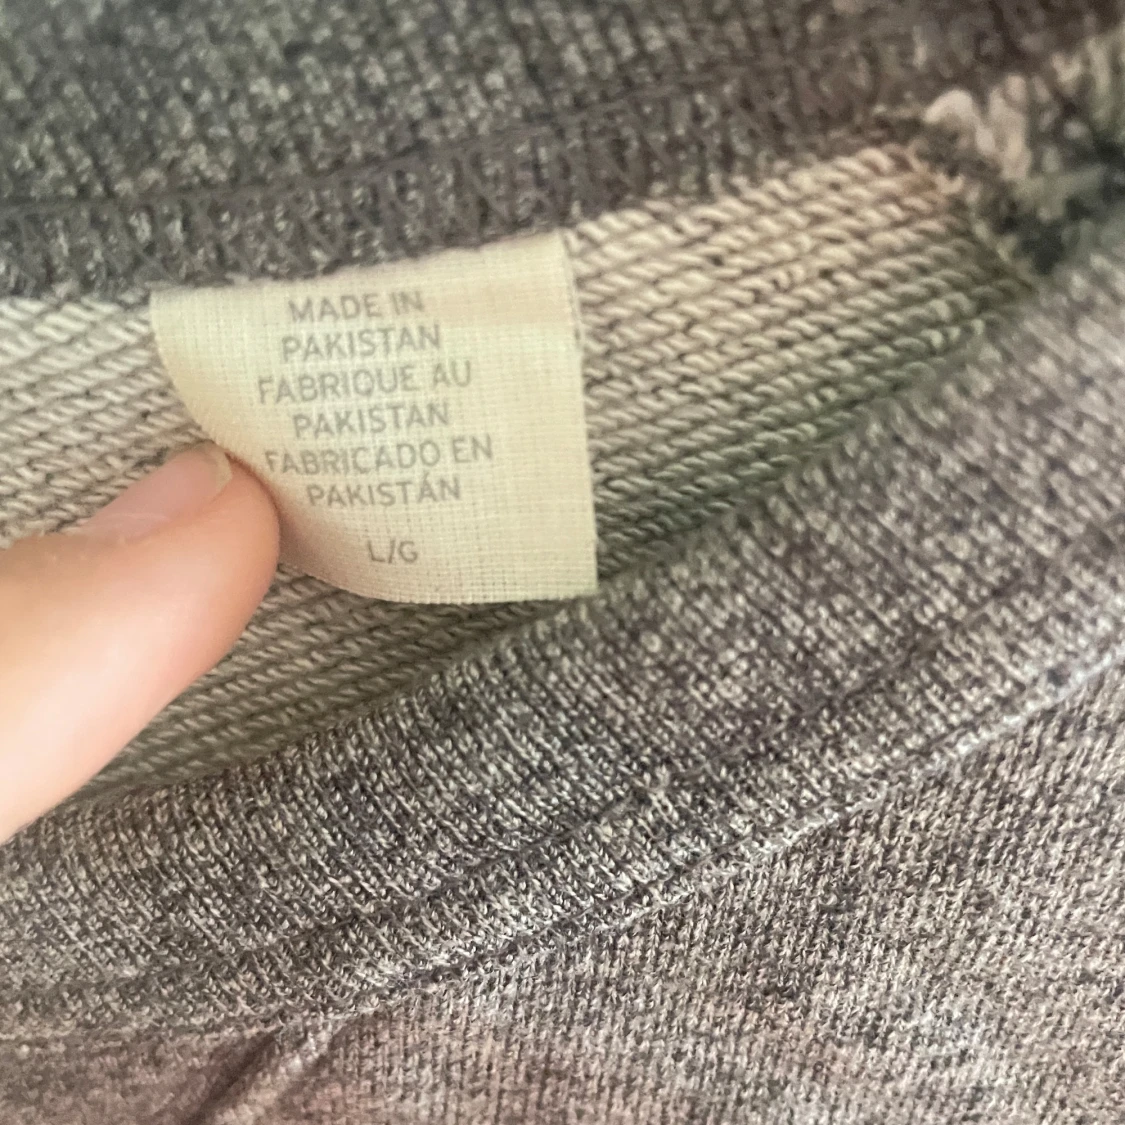 MADE IN
PAKISTAN
FABRIQUE AU
PAKISTAN
FABRICADO EN
PAKISTÁN
L/G